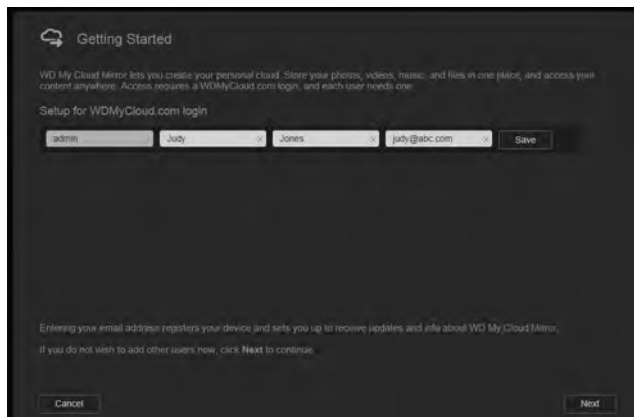 Getting Started
WD My Cloud Mirror lets you create your personal cloud. Store your photos, videos, music, and files in one place, and access your
content anywhere. Access requires a WDMyCloud.com login, and each user needs one.
Setup for WDMyCloud.com login
admin Judy Jones judy@abc.com Save
Entering your email address registers your device and sets you up to receive updates and info about WD My Cloud Mirror.
If you do not wish to add other users now, click Next to continue.
Cancel Next